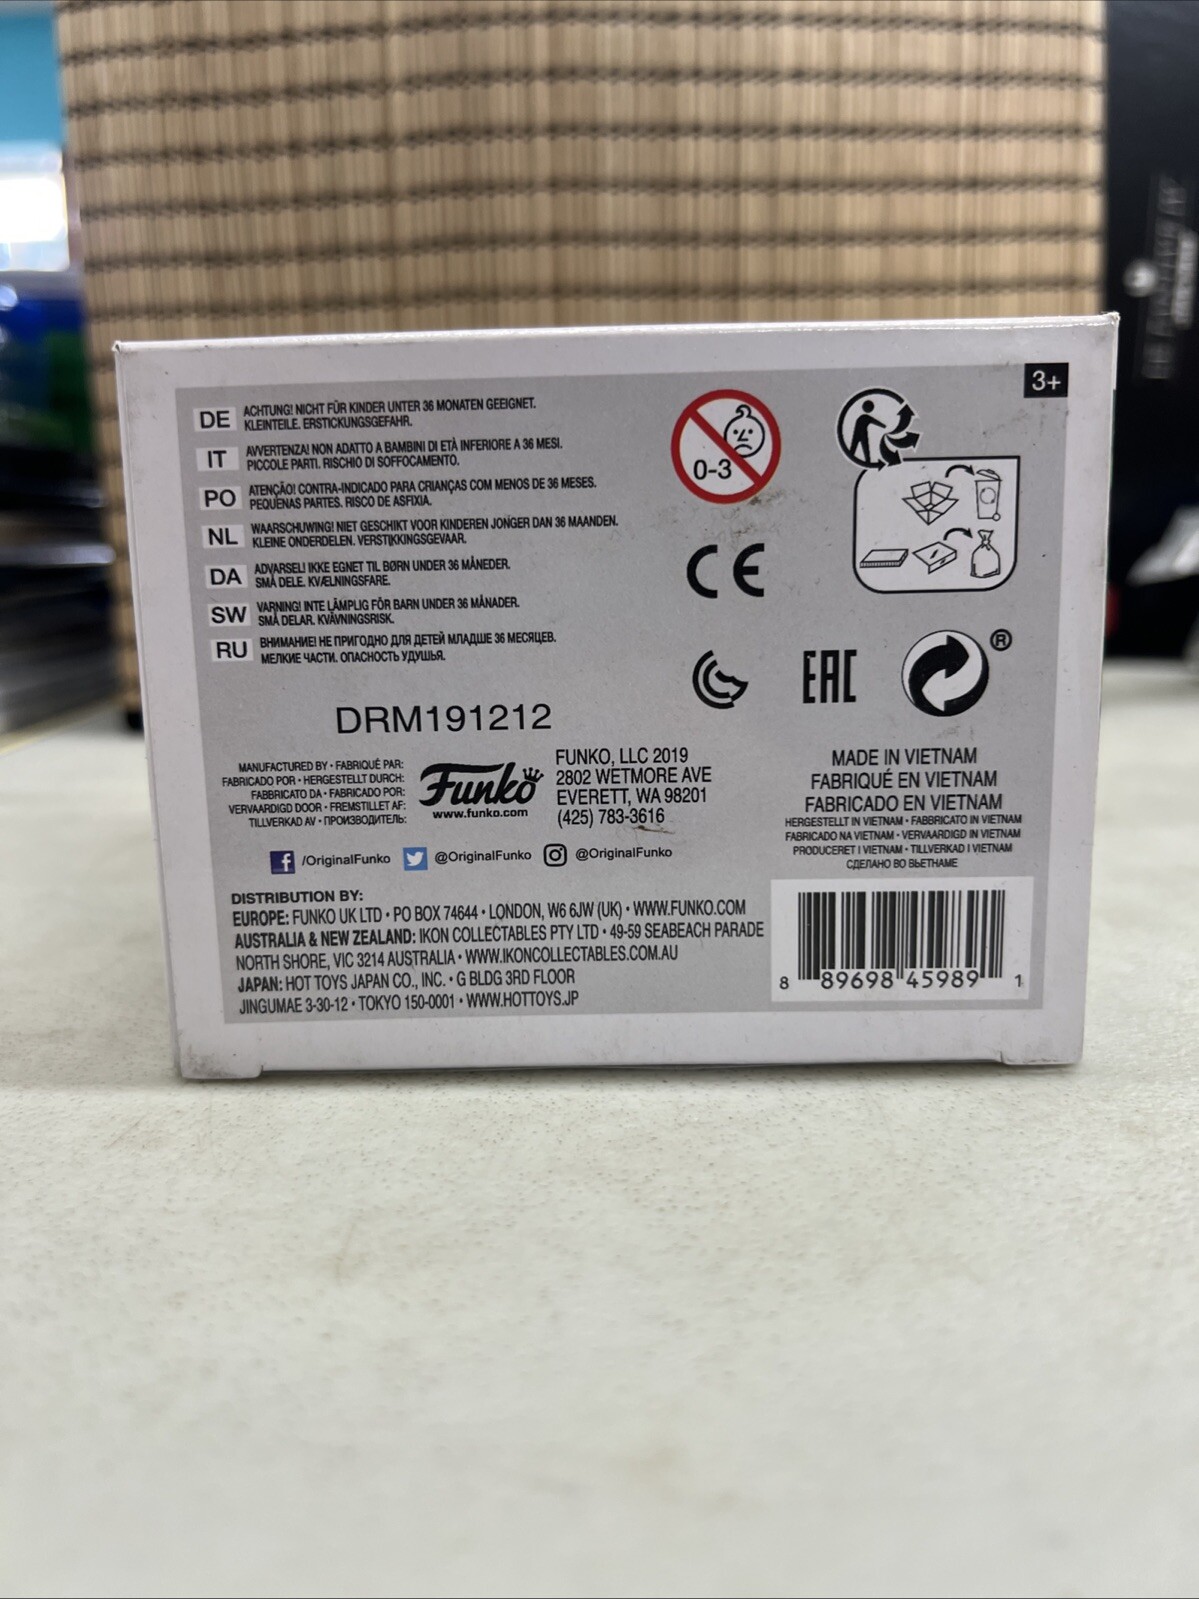 3+
DE ACHTUNG! NICHT FÜR KINDER UNTER 36 MONATEN GEEIGNET.
KLEINTEILE. ERSTICKUNGSGEFAHR.
IT AVVERTENZA! NON ADATTO A BAMBINI DI ETÀ INFERIORE A 36 MESI.
PICCOLE PARTI. RISCHIO DI SOFFOCAMENTO.
PO ATENÇÃO! CONTRA-INDICADO PARA CRIANÇAS COM MENOS DE 36 MESES.
PEQUENAS PARTES. RISCO DE ASFIXIA.
NL WAARSCHUWING! NIET GESCHIKT VOOR KINDEREN JONGER DAN 36 MAANDEN.
KLEINE ONDERDELEN. VERSTIKKINGSGEVAAR.
DA ADVARSEL! IKKE EGNET TIL BØRN UNDER 36 MÅNEDER.
SMÅ DELE. KVÆLNINGSFARE.
SW VARNING! INTE LÄMPLIG FÖR BARN UNDER 36 MÅNADER.
SMÅ DELAR. KVÄVNINGSRISK.
RU ВНИМАНИЕ! НЕ ПРИГОДНО ДЛЯ ДЕТЕЙ МЛАДШЕ 36 МЕСЯЦЕВ.
МЕЛКИЕ ЧАСТИ. ОПАСНОСТЬ УДУШЬЯ.
0-3
CE
EAC
®
DRM191212
MANUFACTURED BY • FABRIQUÉ PAR:
FABRICADO POR • HERGESTELLT DURCH:
FABBRICATO DA • FABRICADO POR:
VERVAARDIGD DOOR • FREMSTILLET AF:
TILLVERKAD AV • ПРОИЗВОДИТЕЛЬ:
Funko
www.funko.com
FUNKO, LLC 2019
2802 WETMORE AVE
EVERETT, WA 98201
(425) 783-3616
MADE IN VIETNAM
FABRIQUÉ EN VIETNAM
FABRICADO EN VIETNAM
HERGESTELLT IN VIETNAM • FABBRICATO IN VIETNAM
FABRICADO NA VIETNAM • VERVAARDIGD IN VIETNAM
PRODUCERET I VIETNAM • TILLVERKAD I VIETNAM
СДЕЛАНО ВО ВЬЕТНАМЕ
f /OriginalFunko @OriginalFunko @OriginalFunko
DISTRIBUTION BY:
EUROPE: FUNKO UK LTD • PO BOX 74644 • LONDON, W6 6JW (UK) • WWW.FUNKO.COM
AUSTRALIA & NEW ZEALAND: IKON COLLECTABLES PTY LTD • 49-59 SEABEACH PARADE
NORTH SHORE, VIC 3214 AUSTRALIA • WWW.IKONCOLLECTABLES.COM.AU
JAPAN: HOT TOYS JAPAN CO., INC. • G BLDG 3RD FLOOR
JINGUMAE 3-30-12 • TOKYO 150-0001 • WWW.HOTTOYS.JP
8 89698 45989 1